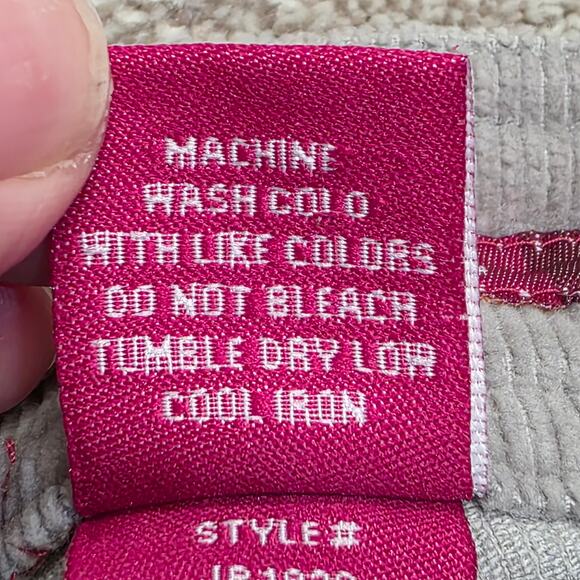 MACHINE
WASH COLD
WITH LIKE COLORS
DO NOT BLEACH
TUMBLE DRY LOW
COOL IRON
STYLE #